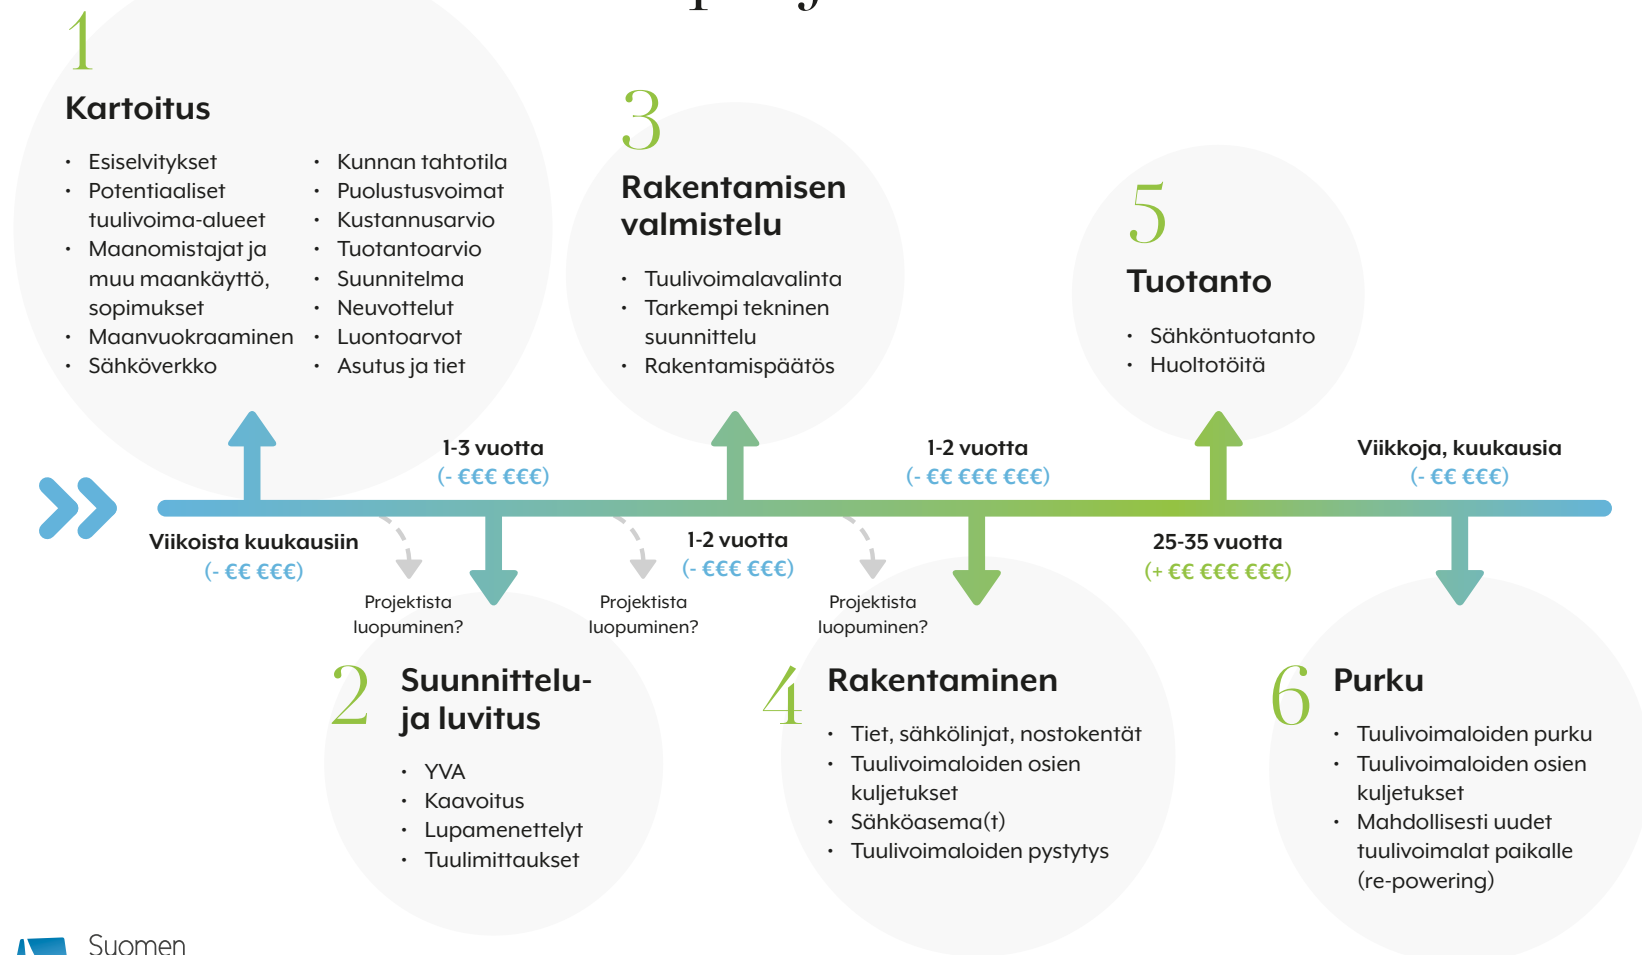 1
Kartoitus
· Esiselvitykset
· Potentiaaliset
tuulivoima-alueet
· Maanomistajat ja
muu maankäyttö,
sopimukset
· Maanvuokraaminen
· Sähköverkko
· Kunnan tahtotila
· Puolustusvoimat
· Kustannusarvio
· Tuotantoarvio
· Suunnitelma
· Neuvottelut
· Luontoarvot
· Asutus ja tiet
3
Rakentamisen
valmistelu
· Tuulivoimalavalinta
· Tarkempi tekninen
suunnittelu
· Rakentamispäätös
5
Tuotanto
· Sähköntuotanto
· Huoltotöitä
1-3 vuotta
(- €€€ €€€)
1-2 vuotta
(- €€ €€€ €€€)
Viikkoja, kuukausia
(- €€ €€€)
Viikoista kuukausiin
(- €€ €€€)
1-2 vuotta
(- €€€ €€€)
25-35 vuotta
(+ €€ €€€ €€€)
Projektista
luopuminen?
Projektista
luopuminen?
Projektista
luopuminen?
2
Suunnittelu-
ja luvitus
· YVA
· Kaavoitus
· Lupamenettelyt
· Tuulimittaukset
4
Rakentaminen
· Tiet, sähkölinjat, nostokentät
· Tuulivoimaloiden osien
kuljetukset
· Sähköasema(t)
· Tuulivoimaloiden pystytys
6
Purku
· Tuulivoimaloiden purku
· Tuulivoimaloiden osien
kuljetukset
· Mahdollisesti uudet
tuulivoimalat paikalle
(re-powering)
Suomen